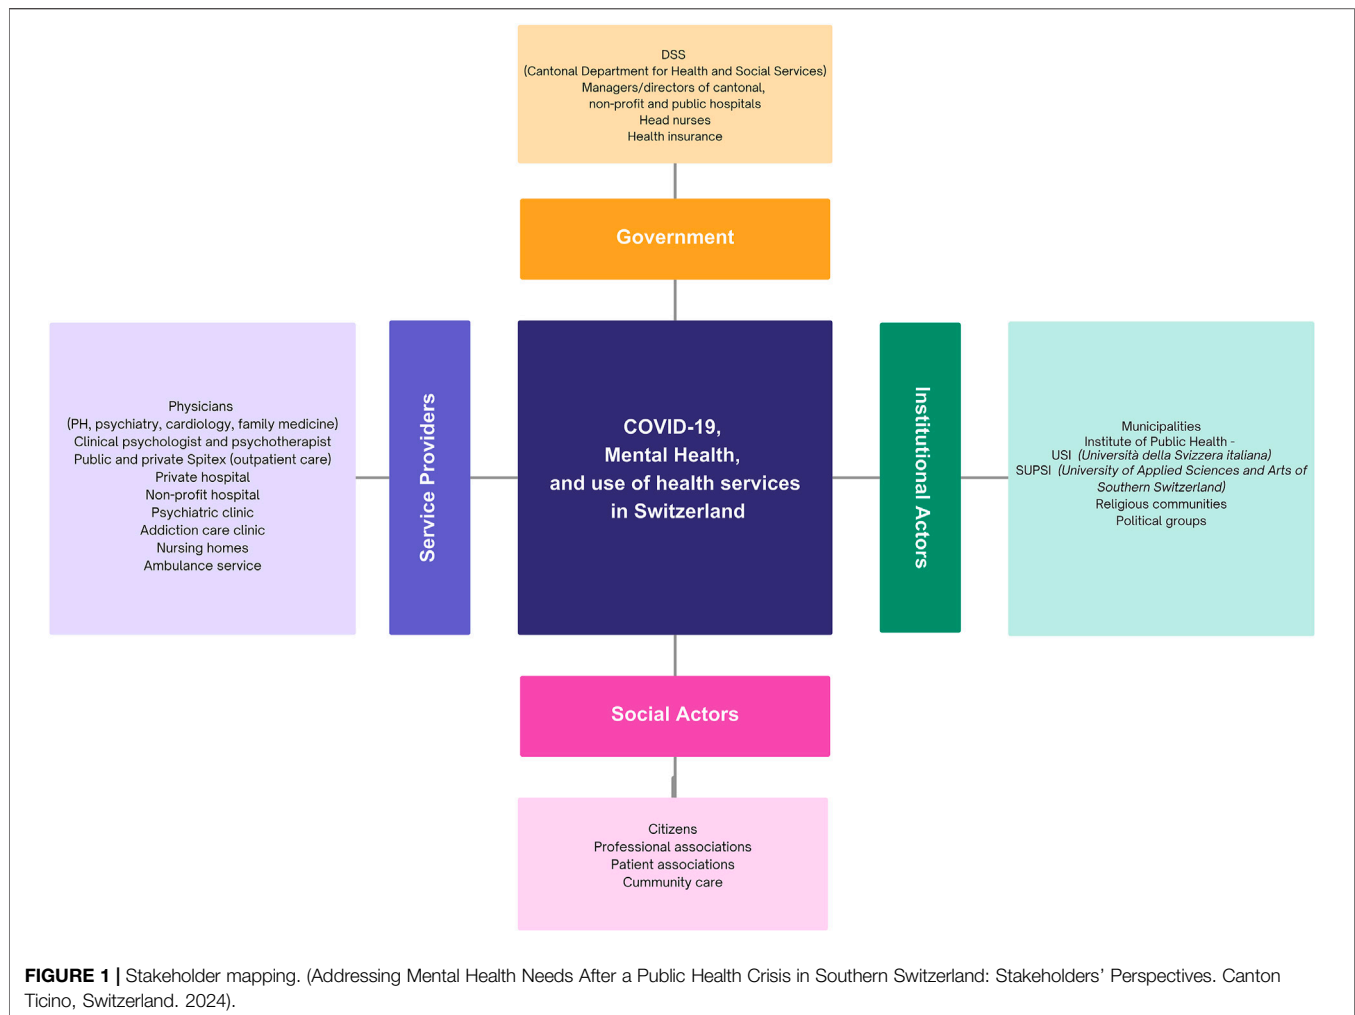 DSS
(Cantonal Department for Health and Social Services)
Managers/directors of cantonal,
non-profit and public hospitals
Head nurses
Health insurance
Government
Physicians
(PH, psychiatry, cardiology, family medicine)
Clinical psychologist and psychotherapist
Public and private Spitex (outpatient care)
Private hospital
Non-profit hospital
Psychiatric clinic
Addiction care clinic
Nursing homes
Ambulance service
Service Providers
COVID-19,
Mental Health,
and use of health services
in Switzerland
Institutional Actors
Municipalities
Institute of Public Health -
USI (Università della Svizzera italiana)
SUPSI (University of Applied Sciences and Arts of
Southern Switzerland)
Religious communities
Political groups
Social Actors
Citizens
Professional associations
Patient associations
Cummunity care
FIGURE 1 | Stakeholder mapping. (Addressing Mental Health Needs After a Public Health Crisis in Southern Switzerland: Stakeholders’ Perspectives. Canton
Ticino, Switzerland. 2024).